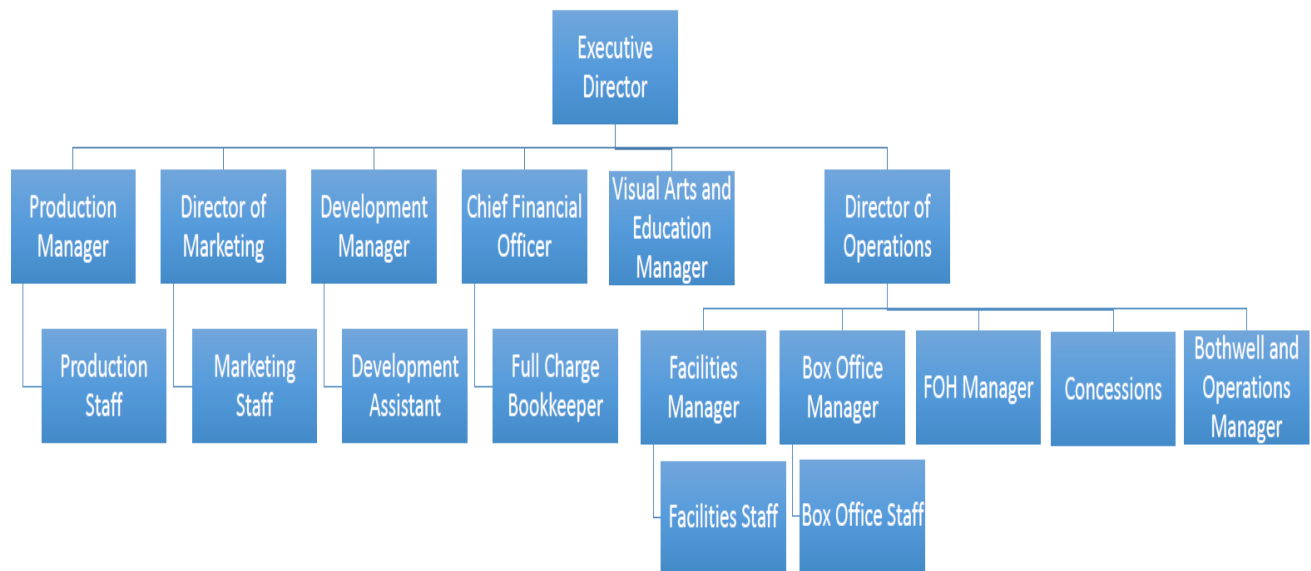 Executive
Director
Production
Manager
Director of
Marketing
Development
Manager
Chief Financial
Officer
Visual Arts and
Education
Manager
Director of
Operations
Production
Staff
Marketing
Staff
Development
Assistant
Full Charge
Bookkeeper
Facilities
Manager
Box Office
Manager
FOH Manager
Concessions
Bothwell and
Operations
Manager
Facilities Staff
Box Office Staff